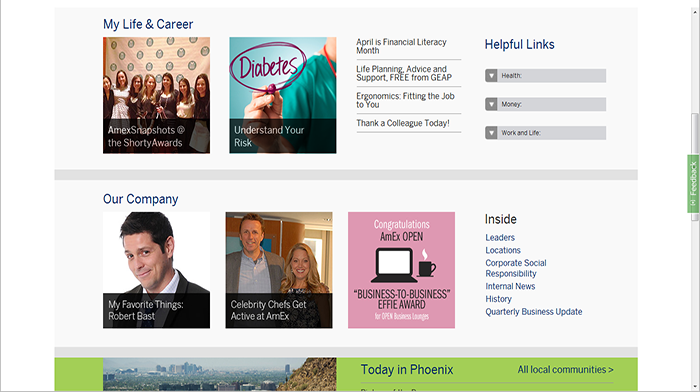 My Life & Career
AmexSnapshots @
the ShortyAwards
Diabetes
Understand Your
Risk
April is Financial Literacy
Month
Life Planning, Advice and
Support, FREE from GEAP
Ergonomics: Fitting the Job
to You
Thank a Colleague Today!
Helpful Links
Health:
Money:
Work and Life:
Feedback
Our Company
My Favorite Things:
Robert Bast
Celebrity Chefs Get
Active at AmEx
Congratulations
AmEx OPEN
"BUSINESS-TO-BUSINESS"
EFFIE AWARD
for OPEN Business Lounges
Inside
Leaders
Locations
Corporate Social
Responsibility
Internal News
History
Quarterly Business Update
Today in Phoenix
All local communities >